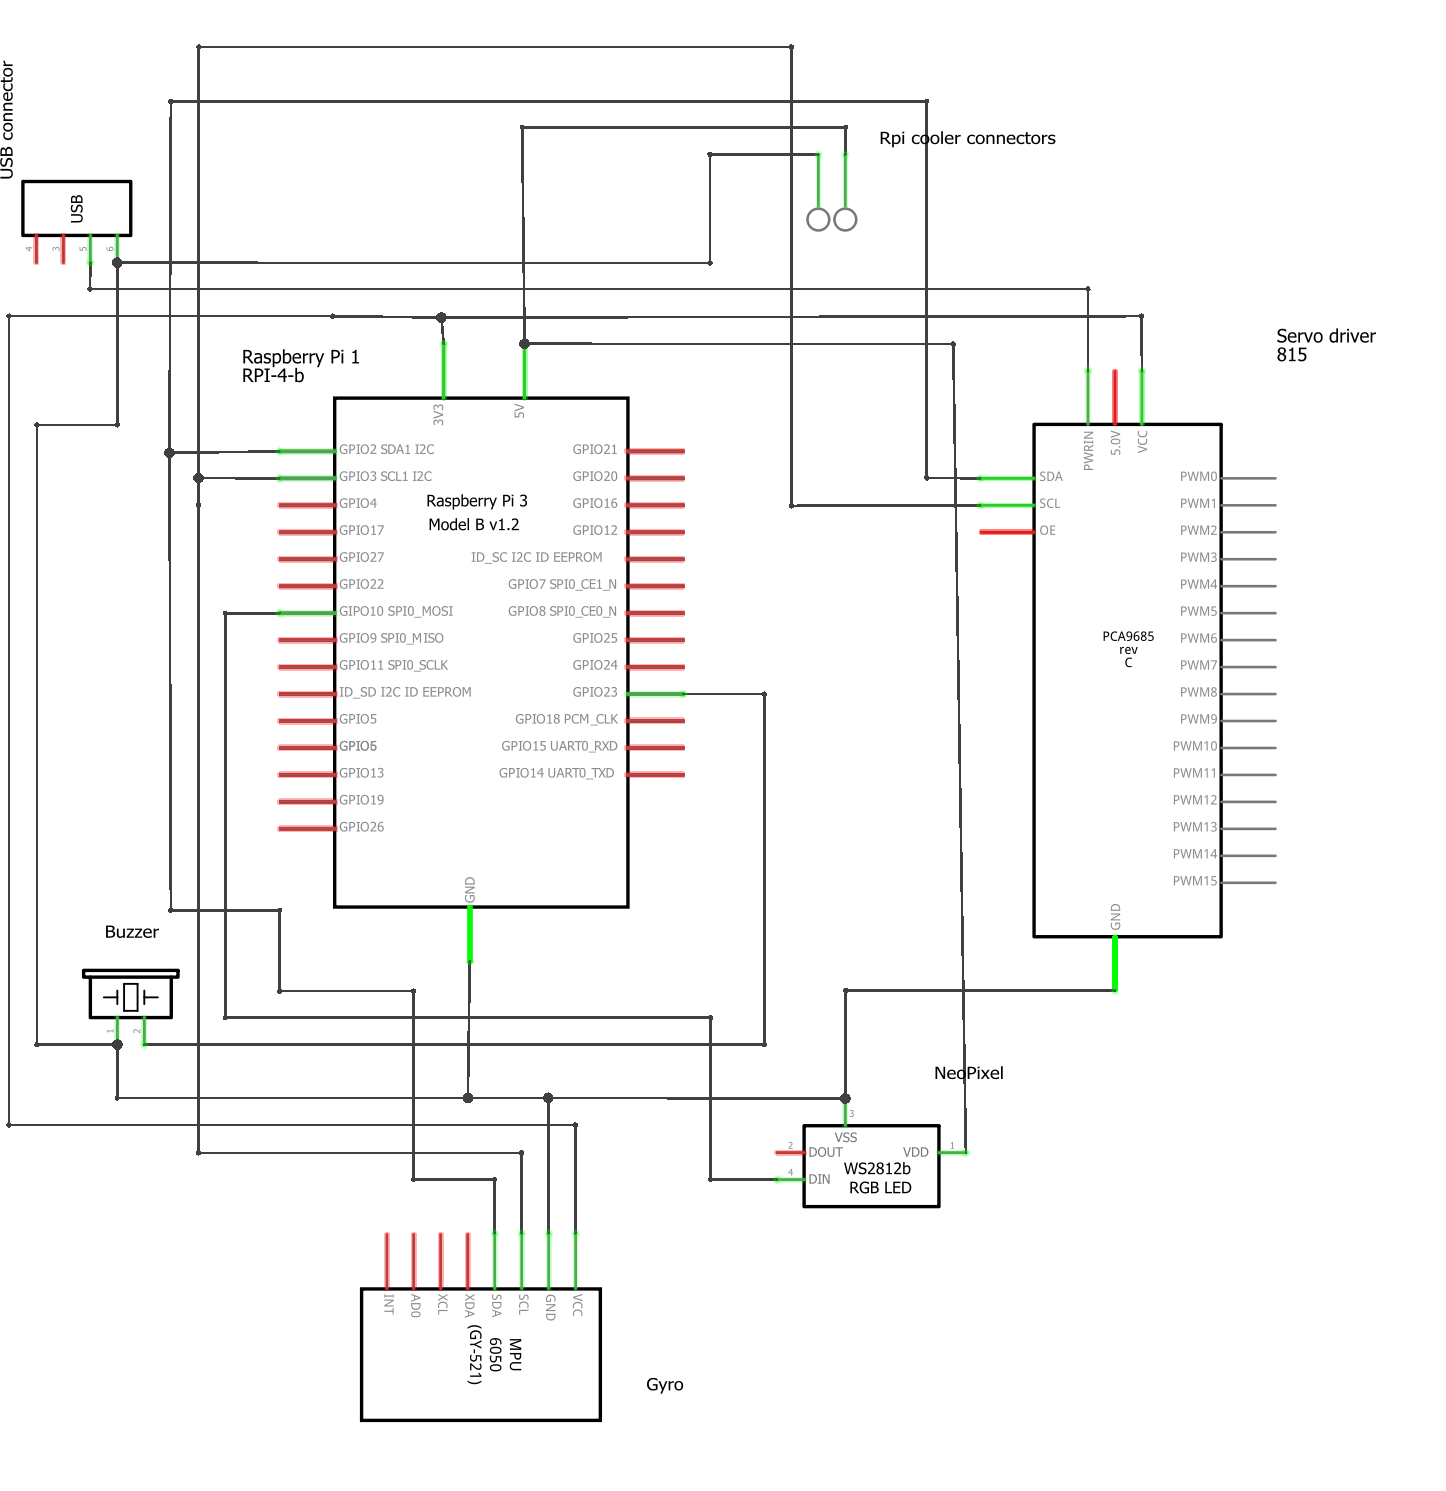 USB connector
Rpi cooler connectors
USB
4
3
5
6
Servo driver
815
Raspberry Pi 1
RPI-4-b
3V3
5V
PWRIN
5.0V
VCC
GPIO2 SDA1 I2C
GPIO21
GPIO3 SCL1 I2C
GPIO20
GPIO4
GPIO16
GPIO17
GPIO12
GPIO27
ID_SC I2C ID EEPROM
GPIO22
GPIO7 SPI0_CE1_N
GIPO10 SPI0_MOSI
GPIO8 SPI0_CE0_N
GPIO9 SPI0_MISO
GPIO25
GPIO11 SPI0_SCLK
GPIO24
ID_SD I2C ID EEPROM
GPIO23
GPIO5
GPIO18 PCM_CLK
GPIO15 UART0_RXD
GPIO13
GPIO14 UART0_TXD
GPIO19
GPIO26
Raspberry Pi 3
Model B v1.2
GND
SDA
SCL
OE
PWM0
PWM1
PWM2
PWM3
PWM4
PWM5
PWM6
PWM7
PWM8
PWM9
PWM10
PWM11
PWM12
PWM13
PWM14
PWM15
PCA9685
rev
C
GND
Buzzer
1
2
NeoPixel
3
VSS
2
DOUT
VDD
1
4
DIN
WS2812b
RGB LED
INT
AD0
XCL
XDA
SDA
SCL
GND
VCC
MPU
6050
(GY-521)
Gyro